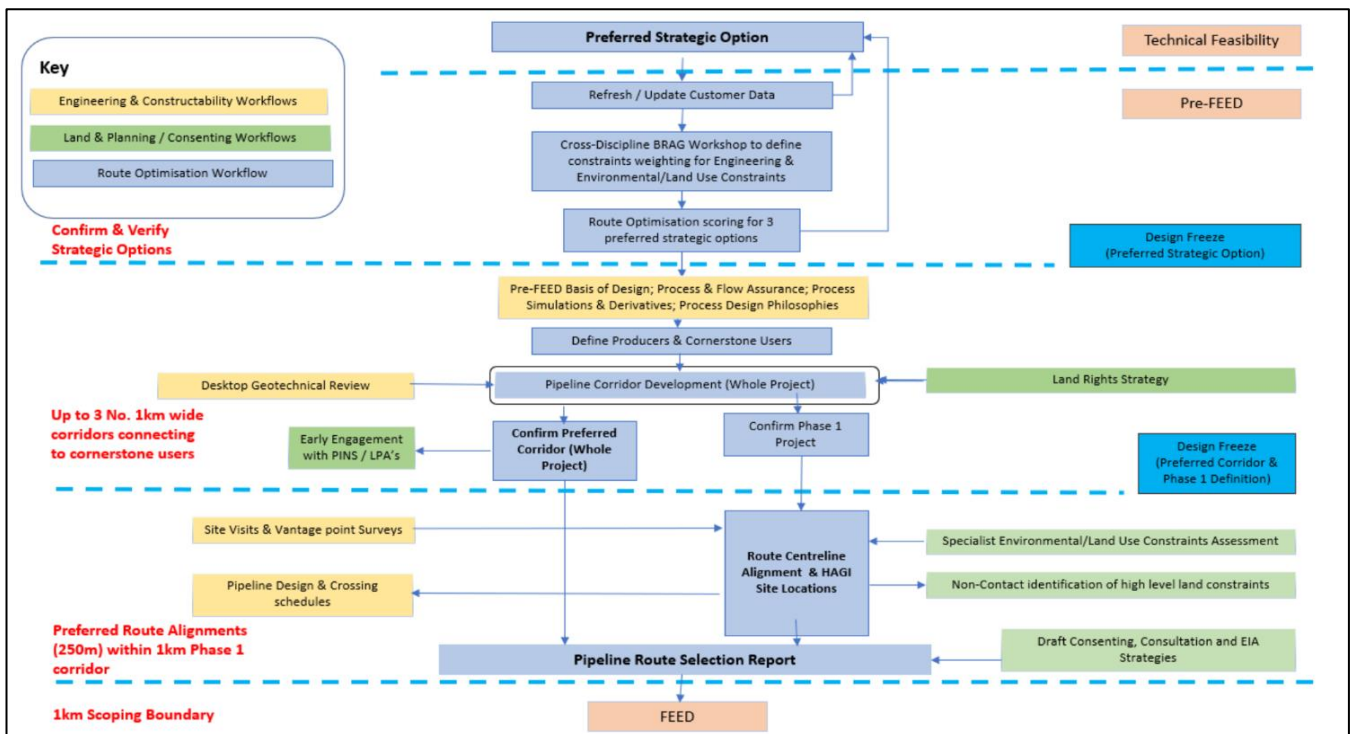 Preferred Strategic Option
Technical Feasibility
Key
Engineering & Constructability Workflows
Land & Planning / Consenting Workflows
Route Optimisation Workflow
Refresh / Update Customer Data
Pre-FEED
Cross-Discipline BRAG Workshop to define
constraints weighting for Engineering &
Environmental/Land Use Constraints
Confirm & Verify
Strategic Options
Route Optimisation scoring for 3
preferred strategic options
Design Freeze
(Preferred Strategic Option)
Pre-FEED Basis of Design; Process & Flow Assurance; Process
Simulations & Derivatives; Process Design Philosophies
Define Producers & Cornerstone Users
Desktop Geotechnical Review
Pipeline Corridor Development (Whole Project)
Land Rights Strategy
Up to 3 No. 1km wide
corridors connecting
to cornerstone users
Early Engagement
with PINS / LPA's
Confirm Preferred
Corridor (Whole
Project)
Confirm Phase 1
Project
Design Freeze
(Preferred Corridor &
Phase 1 Definition)
Site Visits & Vantage point Surveys
Route Centreline
Alignment & HAGI
Site Locations
Specialist Environmental/Land Use Constraints Assessment
Pipeline Design & Crossing
schedules
Non-Contact identification of high level land constraints
Preferred Route Alignments
(250m) within 1km Phase 1
corridor
Pipeline Route Selection Report
Draft Consenting, Consultation and EIA
Strategies
1km Scoping Boundary
FEED